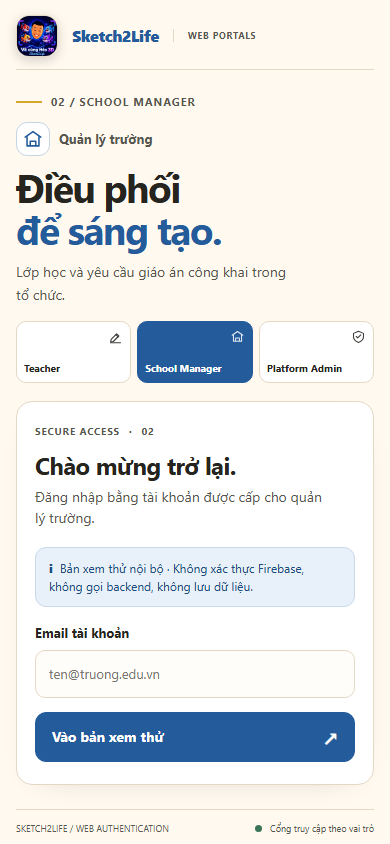 Vẽ cùng Hàn TD
Sketch2Life
WEB PORTALS
02 / SCHOOL MANAGER
Quản lý trường
Điều phối
để sáng tạo.
Lớp học và yêu cầu giáo án công khai trong
tổ chức.
Teacher
School Manager
Platform Admin
SECURE ACCESS · 02
Chào mừng trở lại.
Đăng nhập bằng tài khoản được cấp cho quản
lý trường.
i Bản xem thử nội bộ · Không xác thực Firebase,
không gọi backend, không lưu dữ liệu.
Email tài khoản
ten@truong.edu.vn
Vào bản xem thử ↗
SKETCH2LIFE / WEB AUTHENTICATION
Cổng truy cập theo vai trò